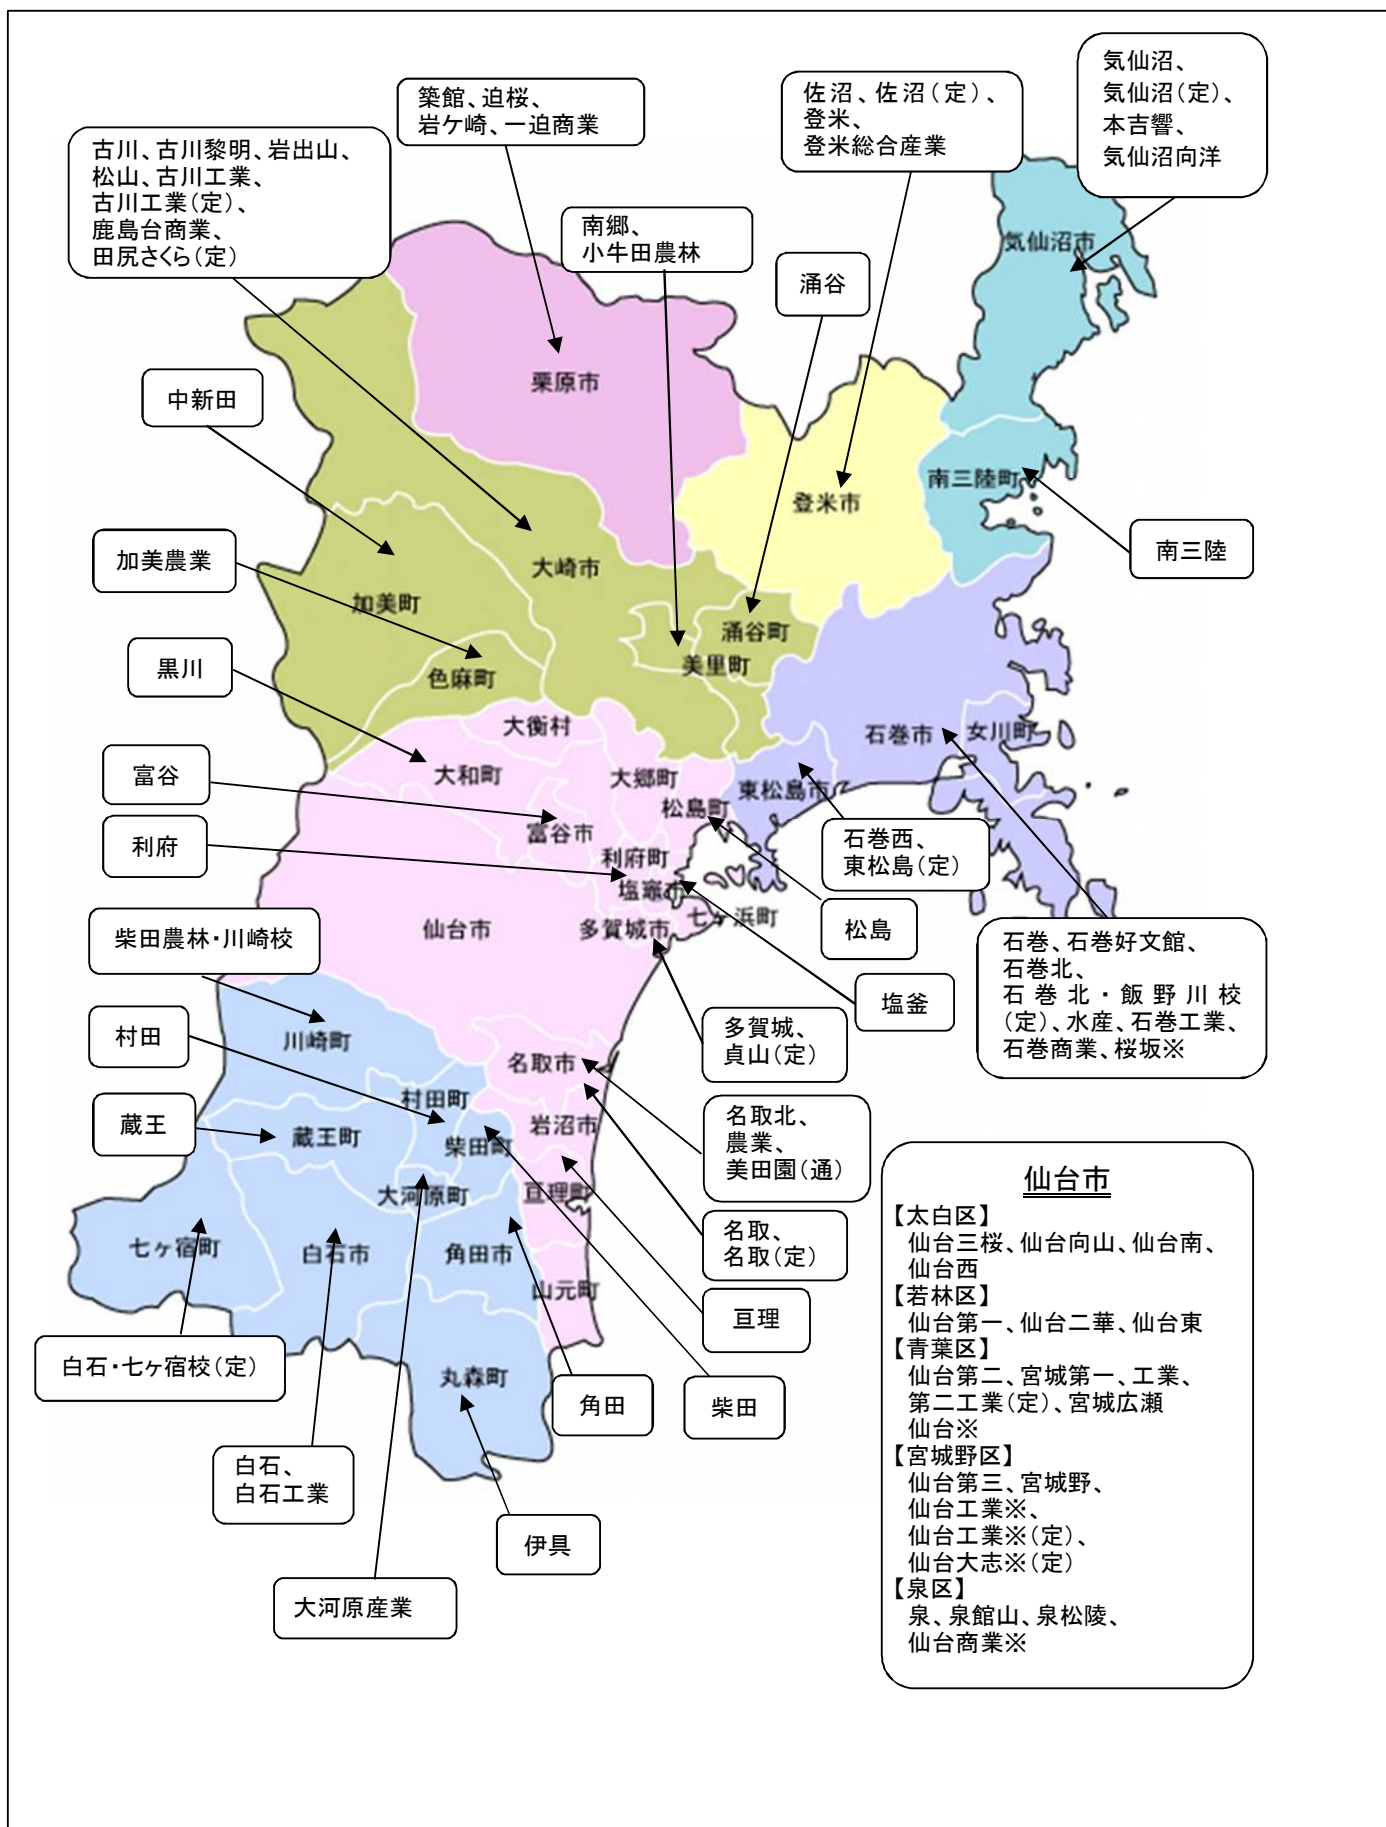 気仙沼、
気仙沼(定)、
本吉響、
気仙沼向洋
佐沼、佐沼(定)、
登米、
登米総合産業
築館、迫桜、
岩ケ崎、一迫商業
古川、古川黎明、岩出山、
松山、古川工業、
古川工業(定)、
鹿島台商業、
田尻さくら(定)
南郷、
小牛田農林
涌谷
中新田
加美農業
黒川
富谷
利府
柴田農林・川崎校
村田
蔵王
白石・七ヶ宿校(定)
白石、
白石工業
大河原産業
伊具
角田
柴田
亘理
名取、
名取(定)
名取北、
農業、
美田園(通)
多賀城、
貞山(定)
塩釜
松島
石巻西、
東松島(定)
石巻、石巻好文館、
石巻北、
石巻北・飯野川校
(定)、水産、石巻工業、
石巻商業、桜坂※
南三陸
気仙沼市
栗原市
南三陸町
登米市
大崎市
加美町
涌谷町
美里町
色麻町
大衡村
石巻市
女川町
大和町
大郷町
東松島市
松島町
富谷市
利府町
塩竈市
七ヶ浜町
仙台市
多賀城市
川崎町
名取市
村田町
岩沼市
蔵王町
柴田町
大河原町
亘理町
七ヶ宿町
白石市
角田市
山元町
丸森町
仙台市
【太白区】
仙台三桜、仙台向山、仙台南、
仙台西
【若林区】
仙台第一、仙台二華、仙台東
【青葉区】
仙台第二、宮城第一、工業、
第二工業(定)、宮城広瀬
仙台※
【宮城野区】
仙台第三、宮城野、
仙台工業※、
仙台工業※(定)、
仙台大志※(定)
【泉区】
泉、泉館山、泉松陵、
仙台商業※